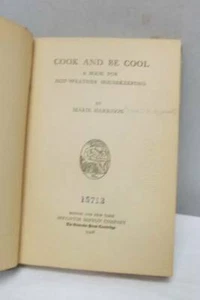 COOK AND BE COOL
A BOOK FOR
HOT-WEATHER HOUSEKEEPING
BY
15713
BOSTON AND NEW YORK
HOUGHTON MIFFLIN COMPANY
The Riverside Press Cambridge